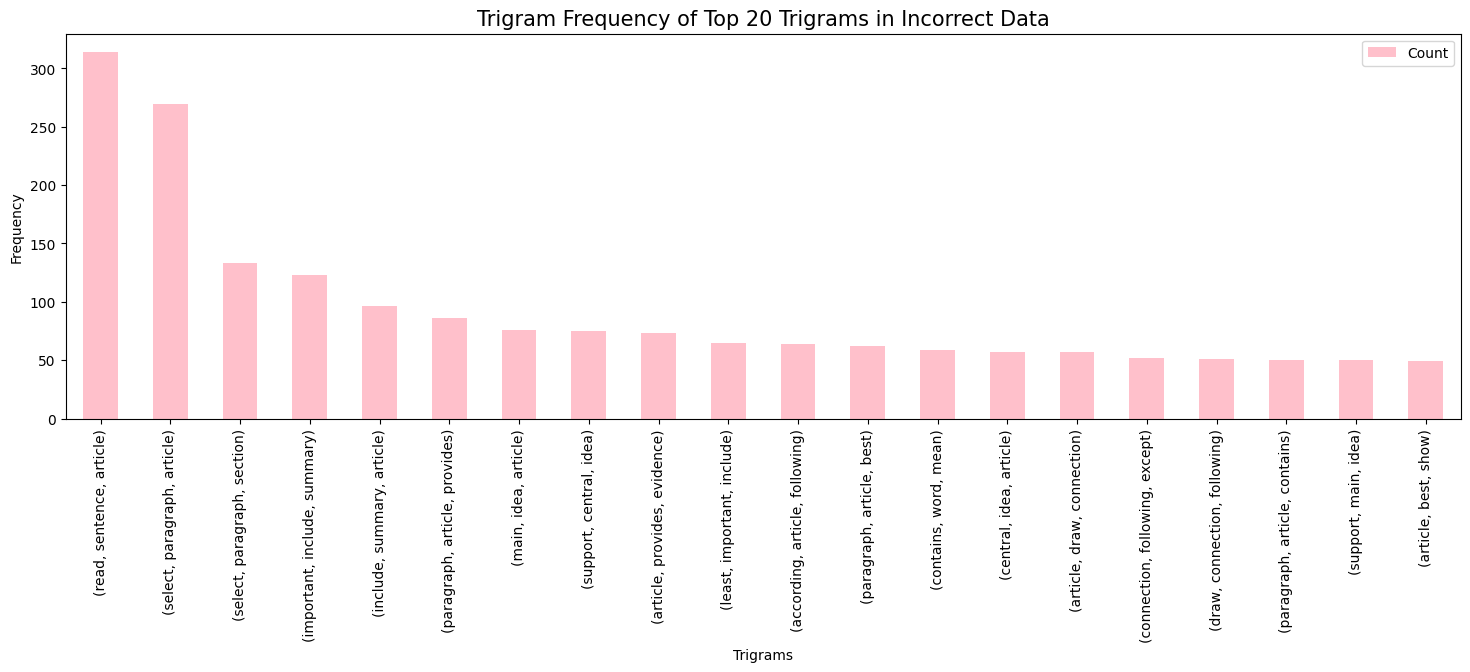 Trigram Frequency of Top 20 Trigrams in Incorrect Data
Count
Frequency
300
250
200
150
100
50
0
(read, sentence, article)
(select, paragraph, article)
(select, paragraph, section)
(important, include, summary)
(include, summary, article)
(paragraph, article, provides)
(main, idea, article)
(support, central, idea)
(article, provides, evidence)
(least, important, include)
(according, article, following)
(paragraph, article, best)
(contains, word, mean)
(central, idea, article)
(article, draw, connection)
(connection, following, except)
(draw, connection, following)
(paragraph, article, contains)
(support, main, idea)
(article, best, show)
Trigrams